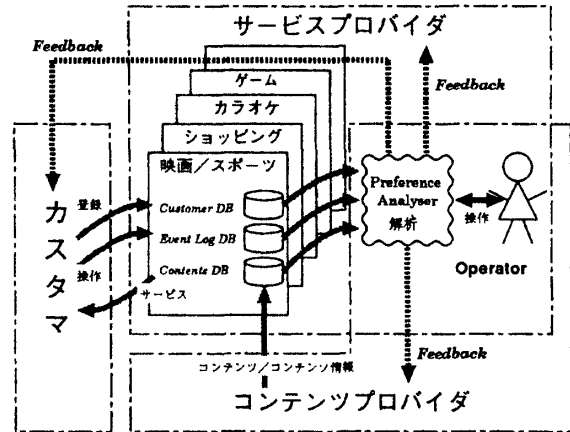 サービスプロバイダ
Feedback
ゲーム
Feedback
カラオケ
ショッピング
映画／スポーツ
カスタマ
登録
Customer DB
Preference
Analyser
解析
Event Log DB
操作
操作
Contents DB
サービス
Operator
Feedback
コンテンツ／コンテンツ情報
コンテンツプロバイダ